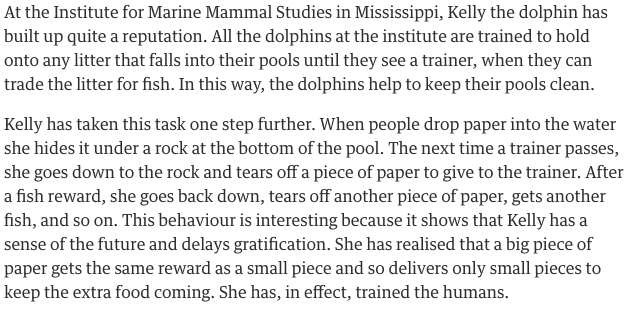 At the Institute for Marine Mammal Studies in Mississippi, Kelly the dolphin has
built up quite a reputation. All the dolphins at the institute are trained to hold
onto any litter that falls into their pools until they see a trainer, when they can
trade the litter for fish. In this way, the dolphins help to keep their pools clean.
Kelly has taken this task one step further. When people drop paper into the water
she hides it under a rock at the bottom of the pool. The next time a trainer passes,
she goes down to the rock and tears off a piece of paper to give to the trainer. After
a fish reward, she goes back down, tears off another piece of paper, gets another
fish, and so on. This behaviour is interesting because it shows that Kelly has a
sense of the future and delays gratification. She has realised that a big piece of
paper gets the same reward as a small piece and so delivers only small pieces to
keep the extra food coming. She has, in effect, trained the humans.